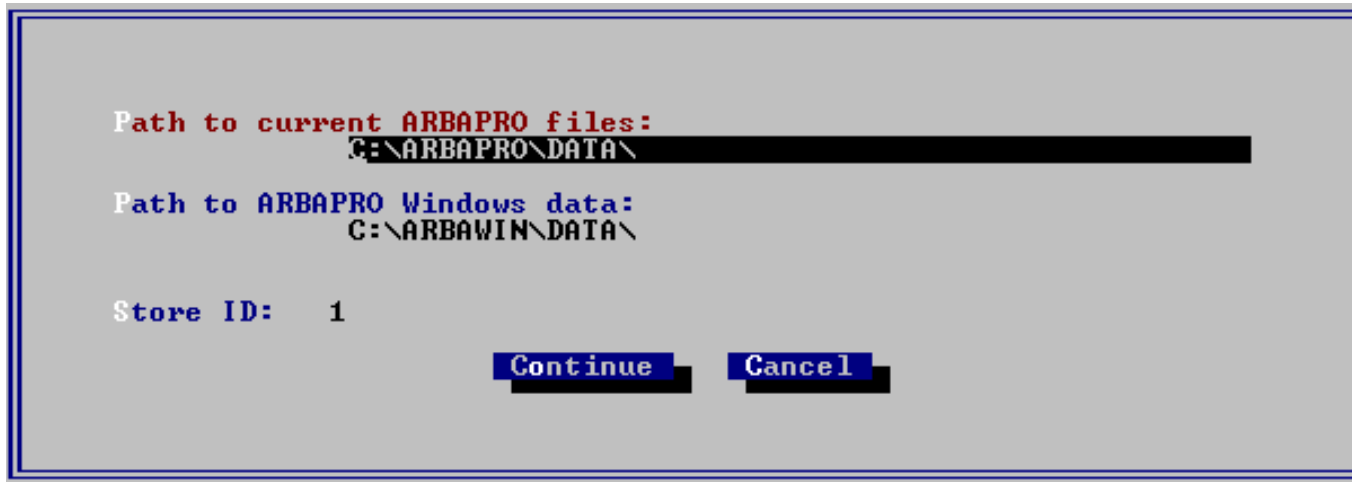 Path to current ARBAPRO files:
C:\ARBAPRO\DATA\
Path to ARBAPRO Windows data:
C:\ARBAWIN\DATA\
Store ID: 1
Continue Cancel